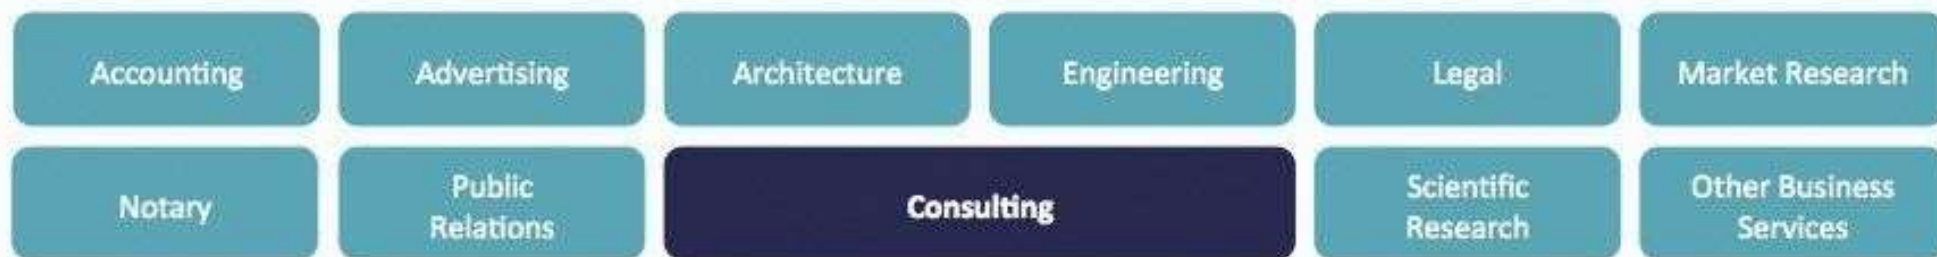 Accounting
Advertising
Architecture
Engineering
Legal
Market Research
Notary
Public
Relations
Consulting
Scientific
Research
Other Business
Services